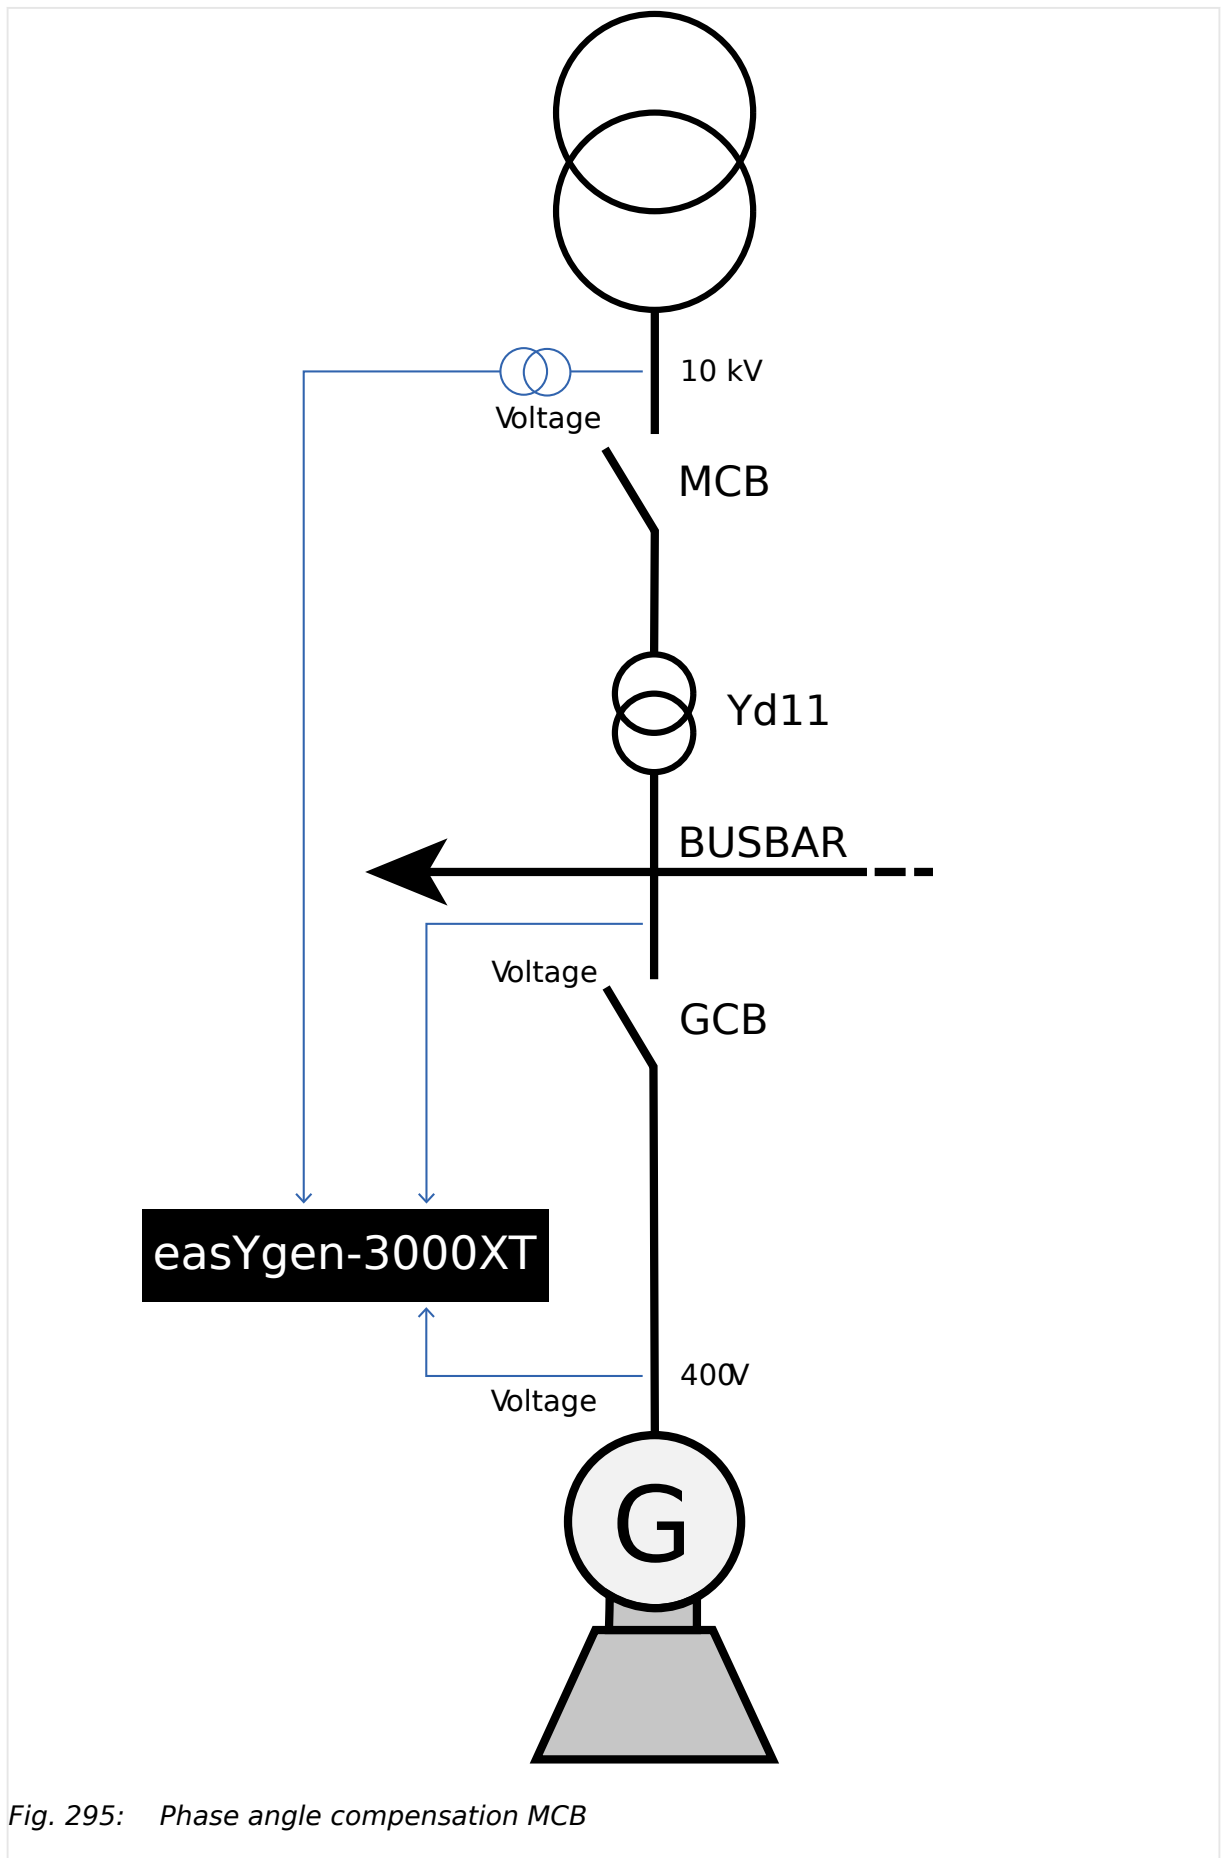 10 kV
Voltage
MCB
Yd11
BUSBAR
Voltage
GCB
easYgen-3000XT
400V
Voltage
G
Fig. 295: Phase angle compensation MCB